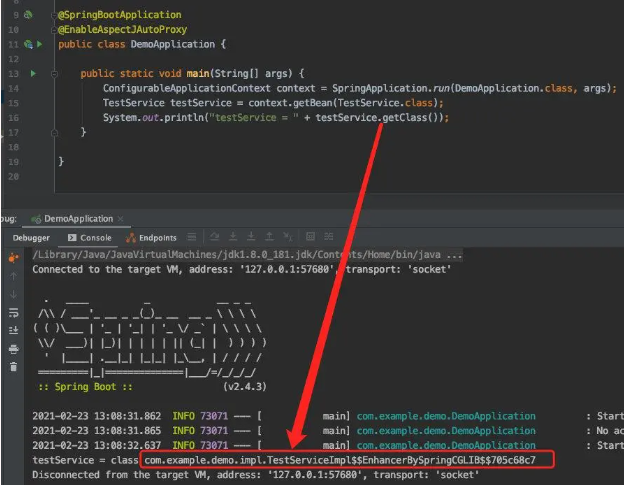 9 @SpringBootApplication
10 @EnableAspectJAutoProxy
11 public class DemoApplication {
12
13 public static void main(String[] args) {
14 ConfigurableApplicationContext context = SpringApplication.run(DemoApplication.class, args);
15 TestService testService = context.getBean(TestService.class);
16 System.out.println("testService = " + testService.getClass());
17 }
18
19 }
20
bug: DemoApplication ×
Debugger Console Endpoints
/Library/Java/JavaVirtualMachines/jdk1.8.0_181.jdk/Contents/Home/bin/java ...
Connected to the target VM, address: '127.0.0.1:57680', transport: 'socket'
:: Spring Boot :: (v2.4.3)
2021-02-23 13:08:31.862 INFO 73071 --- [ main] com.example.demo.DemoApplication : Start
2021-02-23 13:08:31.865 INFO 73071 --- [ main] com.example.demo.DemoApplication : No ac
2021-02-23 13:08:32.637 INFO 73071 --- [ main] com.example.demo.DemoApplication : Start
testService = class com.example.demo.impl.TestServiceImpl$$EnhancerBySpringCGLIB$$705c68c7
Disconnected from the target VM, address: '127.0.0.1:57680', transport: 'socket'